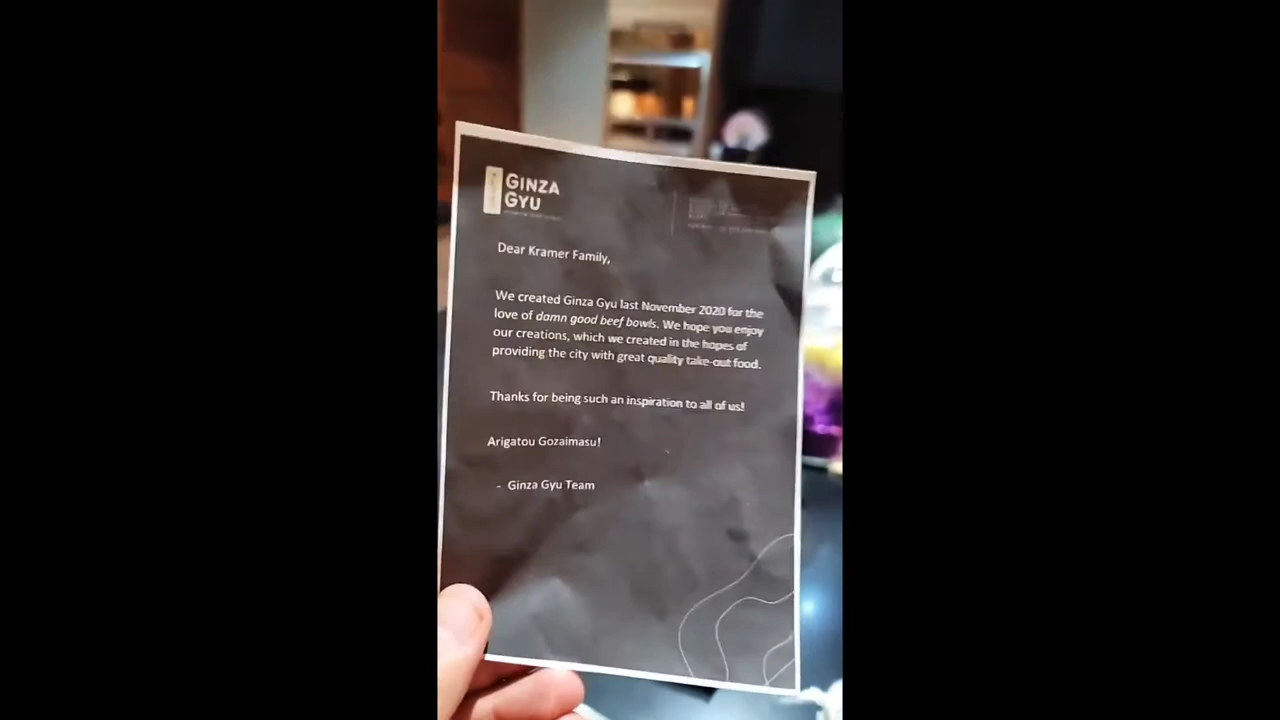 GINZA
GYU
Dear Kramer Family,
We created Ginza Gyu last November 2020 for the
love of damn good beef bowls. We hope you enjoy
our creations, which we created in the hopes of
providing the city with great quality take-out food.
Thanks for being such an inspiration to all of us!
Arigatou Gozaimasu!
- Ginza Gyu Team